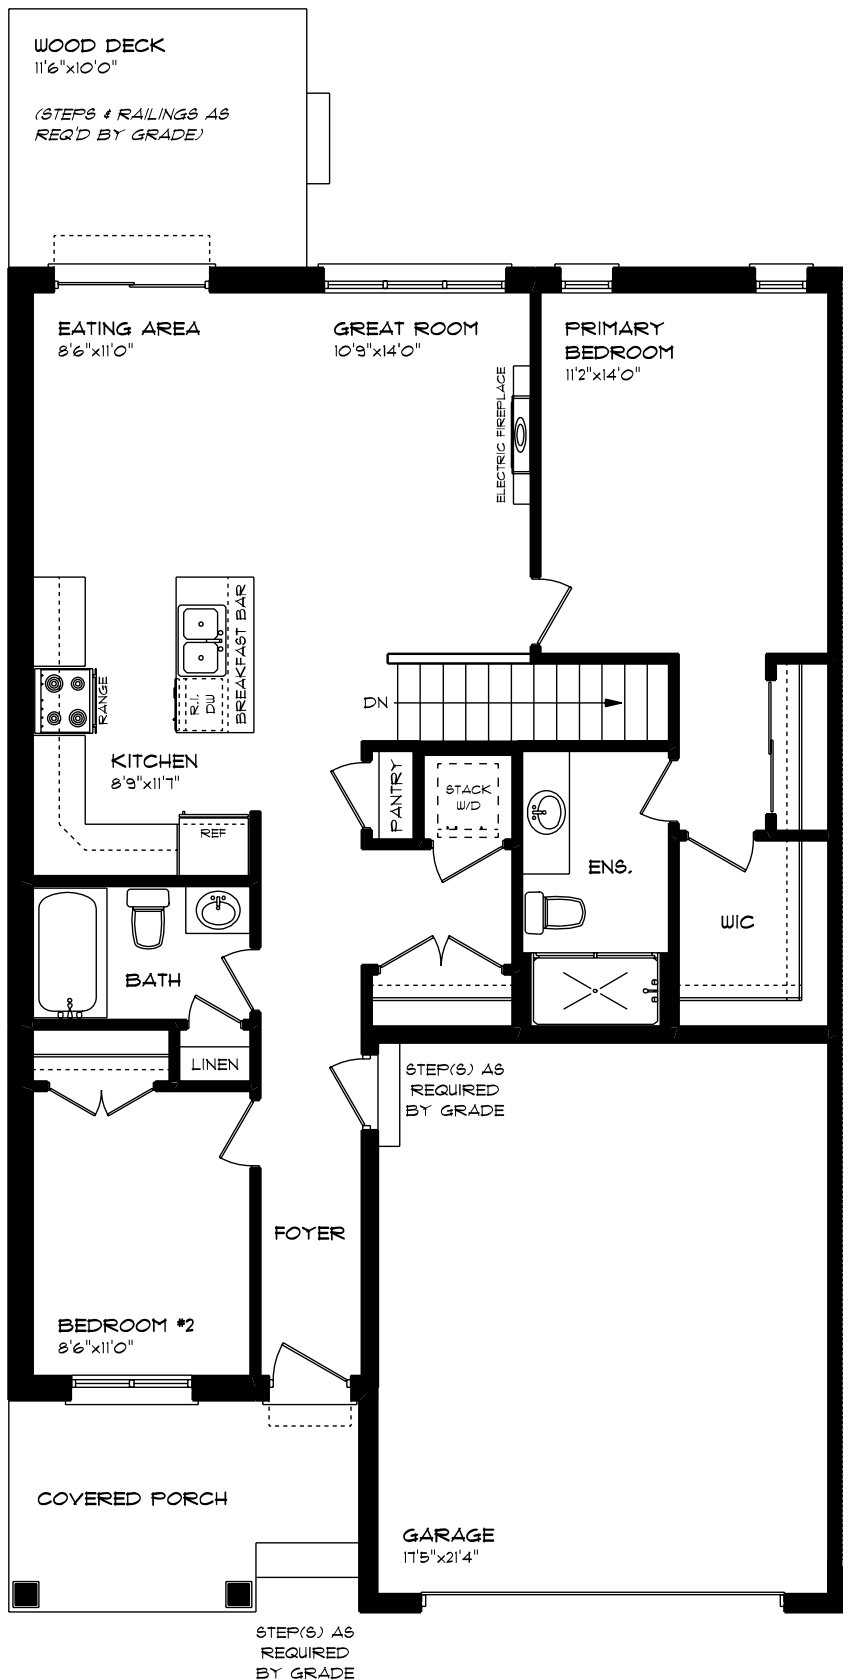 WOOD DECK
11'6"x10'0"
(STEPS & RAILINGS AS
REQ'D BY GRADE)
EATING AREA
8'6"x11'0"
GREAT ROOM
10'9"x14'0"
PRIMARY
BEDROOM
11'2"x14'0"
ELECTRIC FIREPLACE
BREAKFAST BAR
R.I.
DW
RANGE
DN
KITCHEN
8'9"x11'7"
PANTRY
STACK
W/D
REF
ENS.
WIC
BATH
LINEN
STEP(S) AS
REQUIRED
BY GRADE
FOYER
BEDROOM #2
8'6"x11'0"
COVERED PORCH
GARAGE
17'5"x21'4"
STEP(S) AS
REQUIRED
BY GRADE